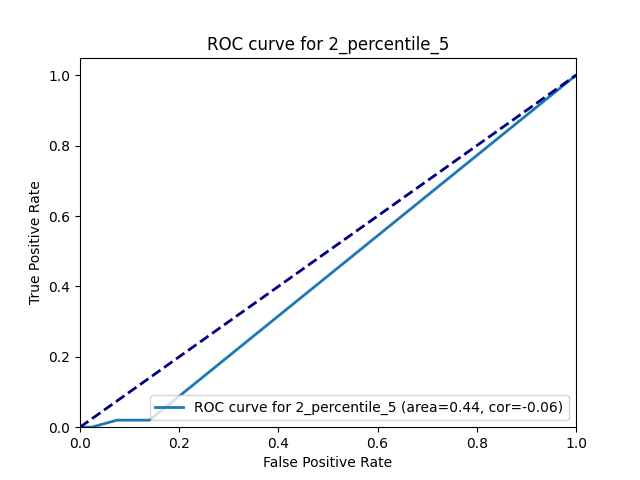 ROC curve for 2_percentile_5
True Positive Rate
1.0
0.8
0.6
0.4
0.2
0.0
ROC curve for 2_percentile_5 (area=0.44, cor=-0.06)
0.0 0.2 0.4 0.6 0.8 1.0
False Positive Rate